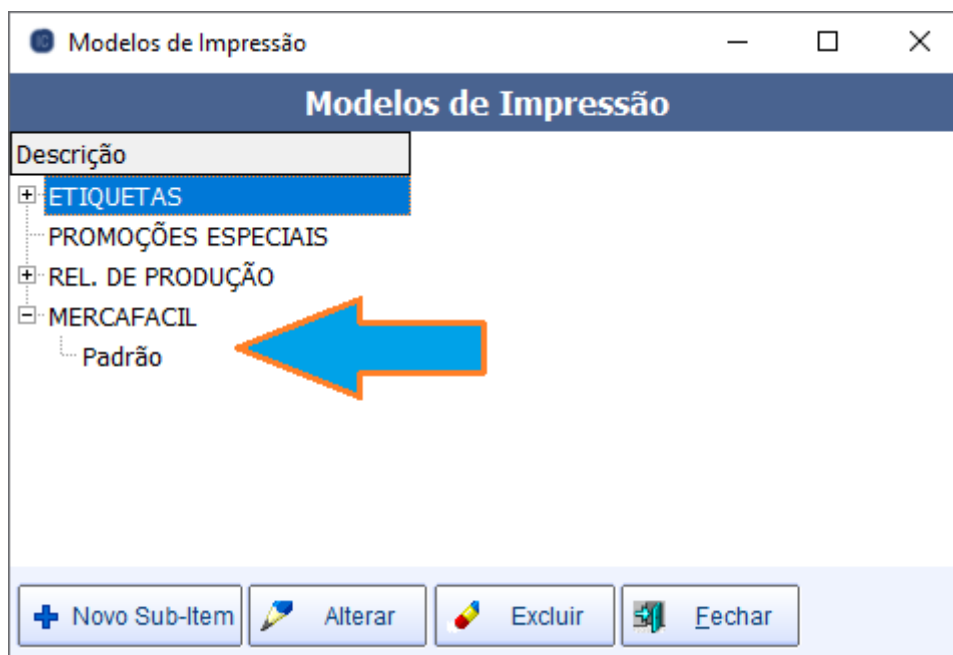 Modelos de Impressão
Modelos de Impressão
Descrição
ETIQUETAS
PROMOÇÕES ESPECIAIS
REL. DE PRODUÇÃO
MERCAFACIL
Padrão
Novo Sub-Item Alterar Excluir Fechar